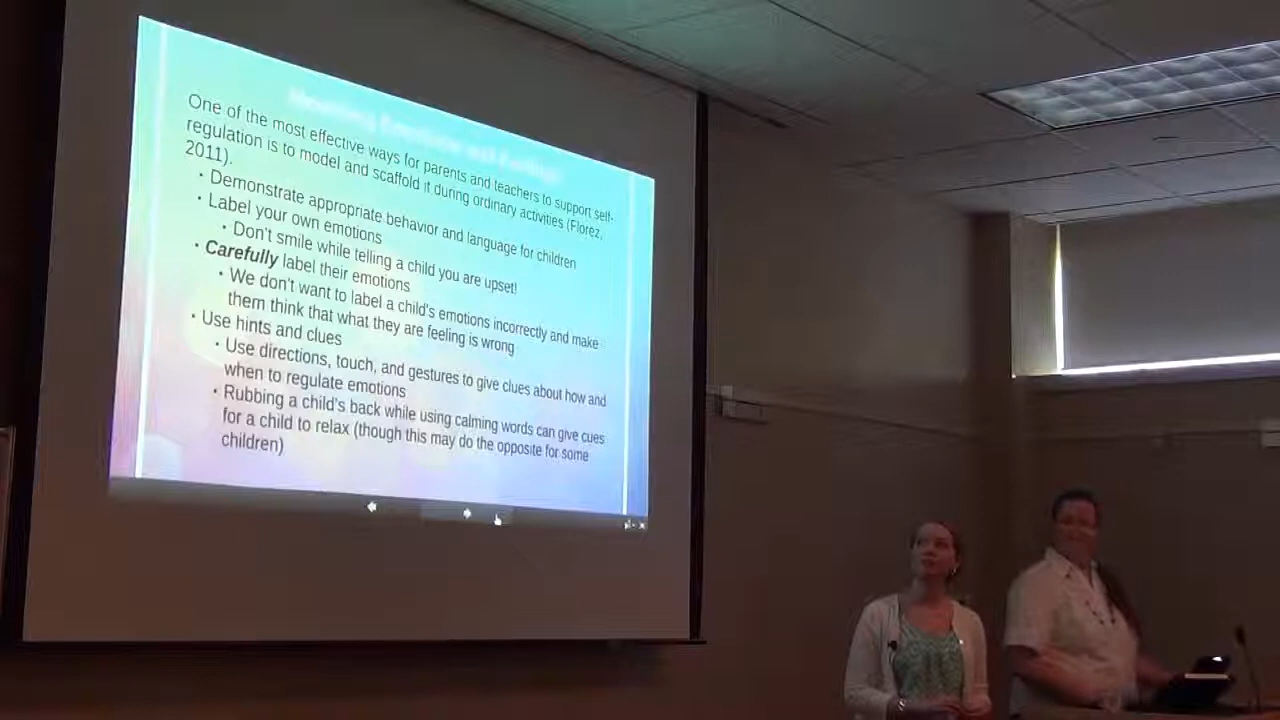 One of the most effective ways for parents and teachers to support self-
regulation is to model and scaffold it during ordinary activities (Florez,
2011).
• Demonstrate appropriate behavior and language for children
• Label your own emotions
• Don't smile while telling a child you are upset!
• Carefully label their emotions
• We don't want to label a child's emotions incorrectly and make
them think that what they are feeling is wrong
• Use hints and clues
• Use directions, touch, and gestures to give clues about how and
when to regulate emotions
• Rubbing a child's back while using calming words can give cues
for a child to relax (though this may do the opposite for some
children)